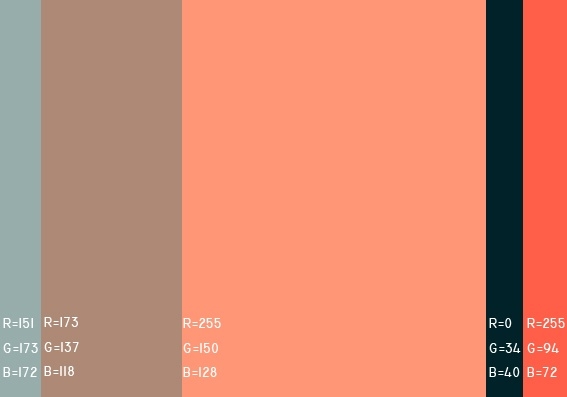 R=151
G=173
B=172
R=173
G=137
B=118
R=255
G=150
B=128
R=0
G=34
B=40
R=255
G=94
B=72